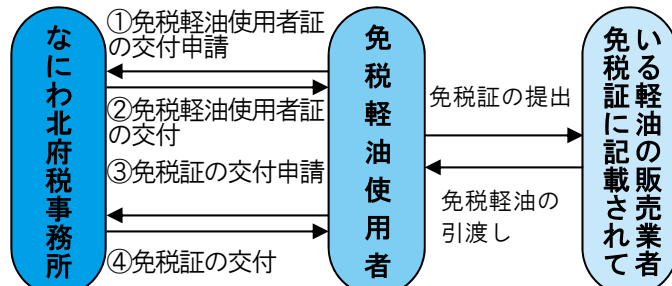 なにわ北府税事務所
①免税軽油使用者証
の交付申請
②免税軽油使用者証
の交付
③免税証の交付申請
④免税証の交付
免税軽油使用者
免税証の提出
免税軽油の
引渡し
免税証に記載されて
いる軽油の販売業者